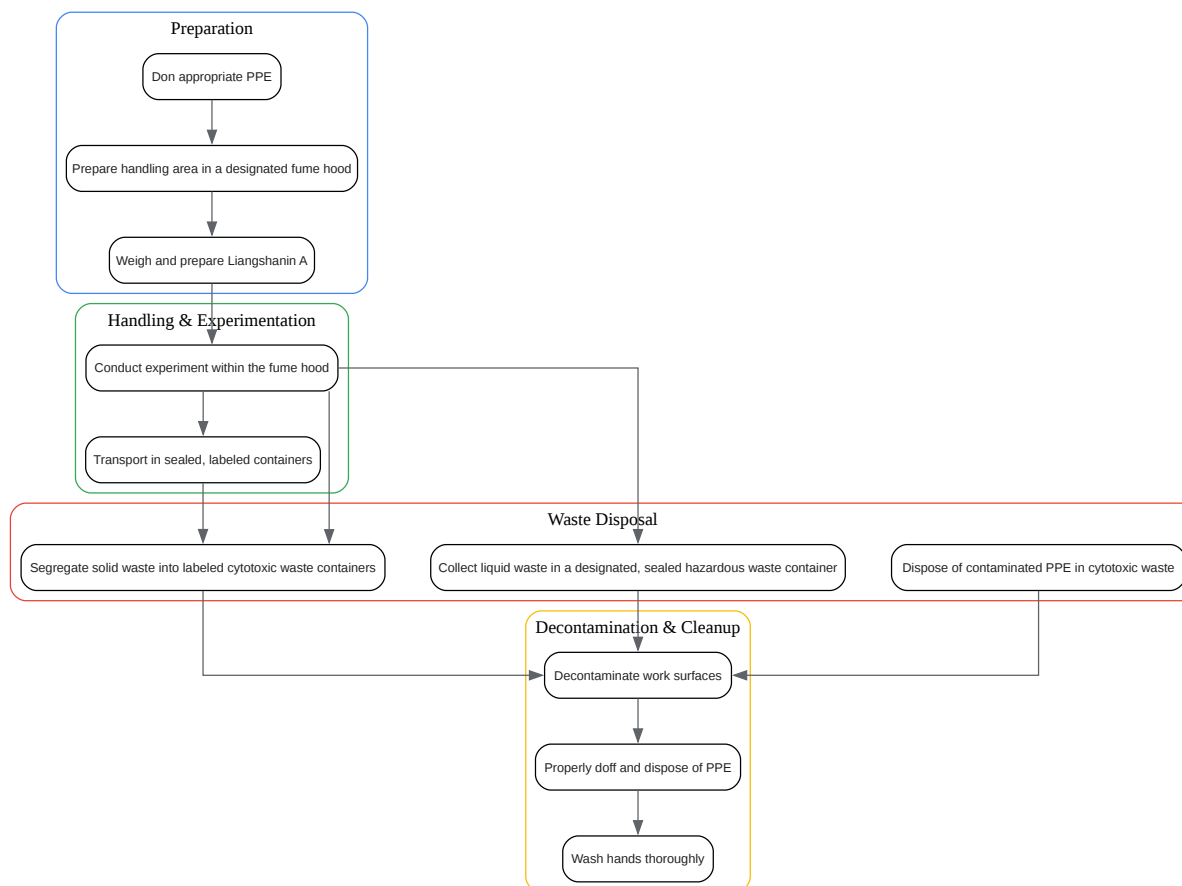 Preparation
Don appropriate PPE
Prepare handling area in a designated fume hood
Weigh and prepare Liangshanin A
Handling & Experimentation
Conduct experiment within the fume hood
Transport in sealed, labeled containers
Waste Disposal
Segregate solid waste into labeled cytotoxic waste containers
Collect liquid waste in a designated, sealed hazardous waste container
Dispose of contaminated PPE in cytotoxic waste
Decontamination & Cleanup
Decontaminate work surfaces
Properly doff and dispose of PPE
Wash hands thoroughly